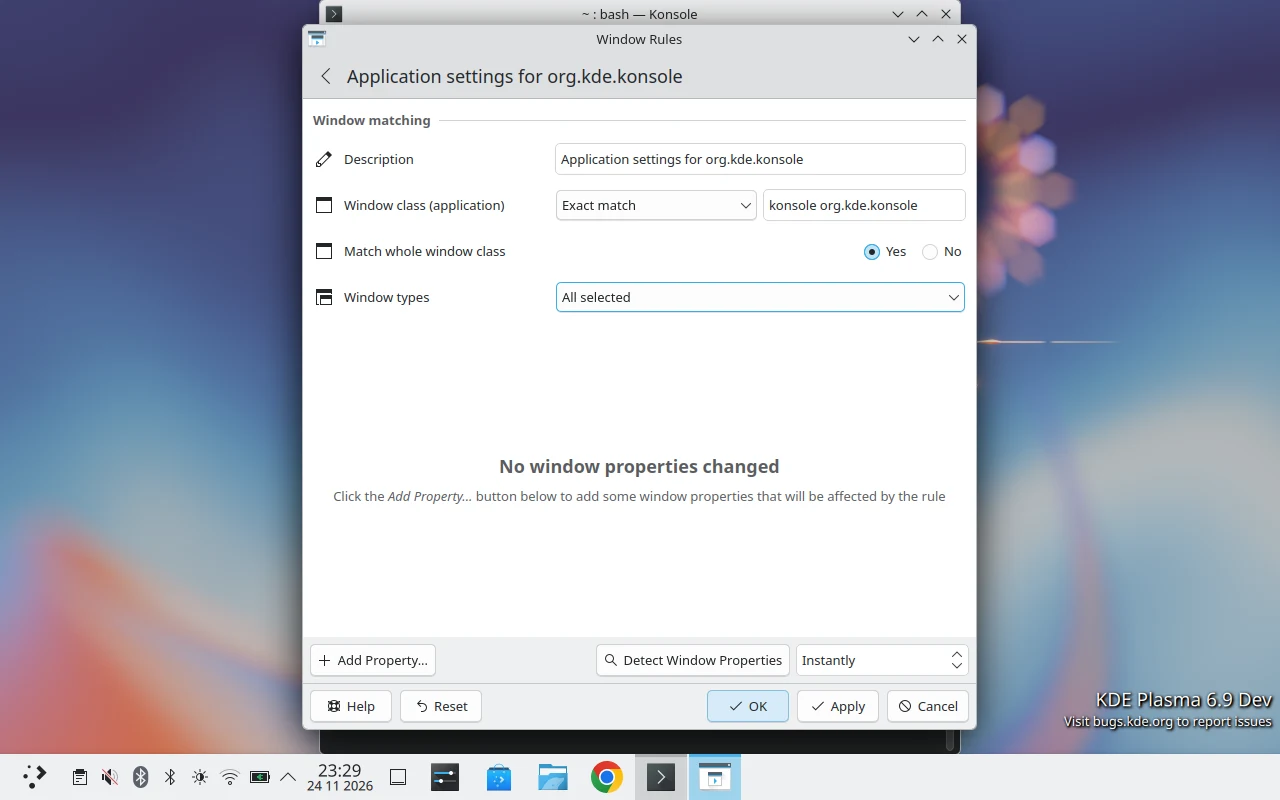 ~ : bash — Konsole
Window Rules
Application settings for org.kde.konsole
Window matching
Description
Application settings for org.kde.konsole
Window class (application)
Exact match
konsole org.kde.konsole
Match whole window class
Yes
No
Window types
All selected
No window properties changed
Click the Add Property... button below to add some window properties that will be affected by the rule
Add Property...
Detect Window Properties
Instantly
Help
Reset
OK
Apply
Cancel
KDE Plasma 6.9 Dev
Visit bugs.kde.org to report issues
23:29
24 11 2026